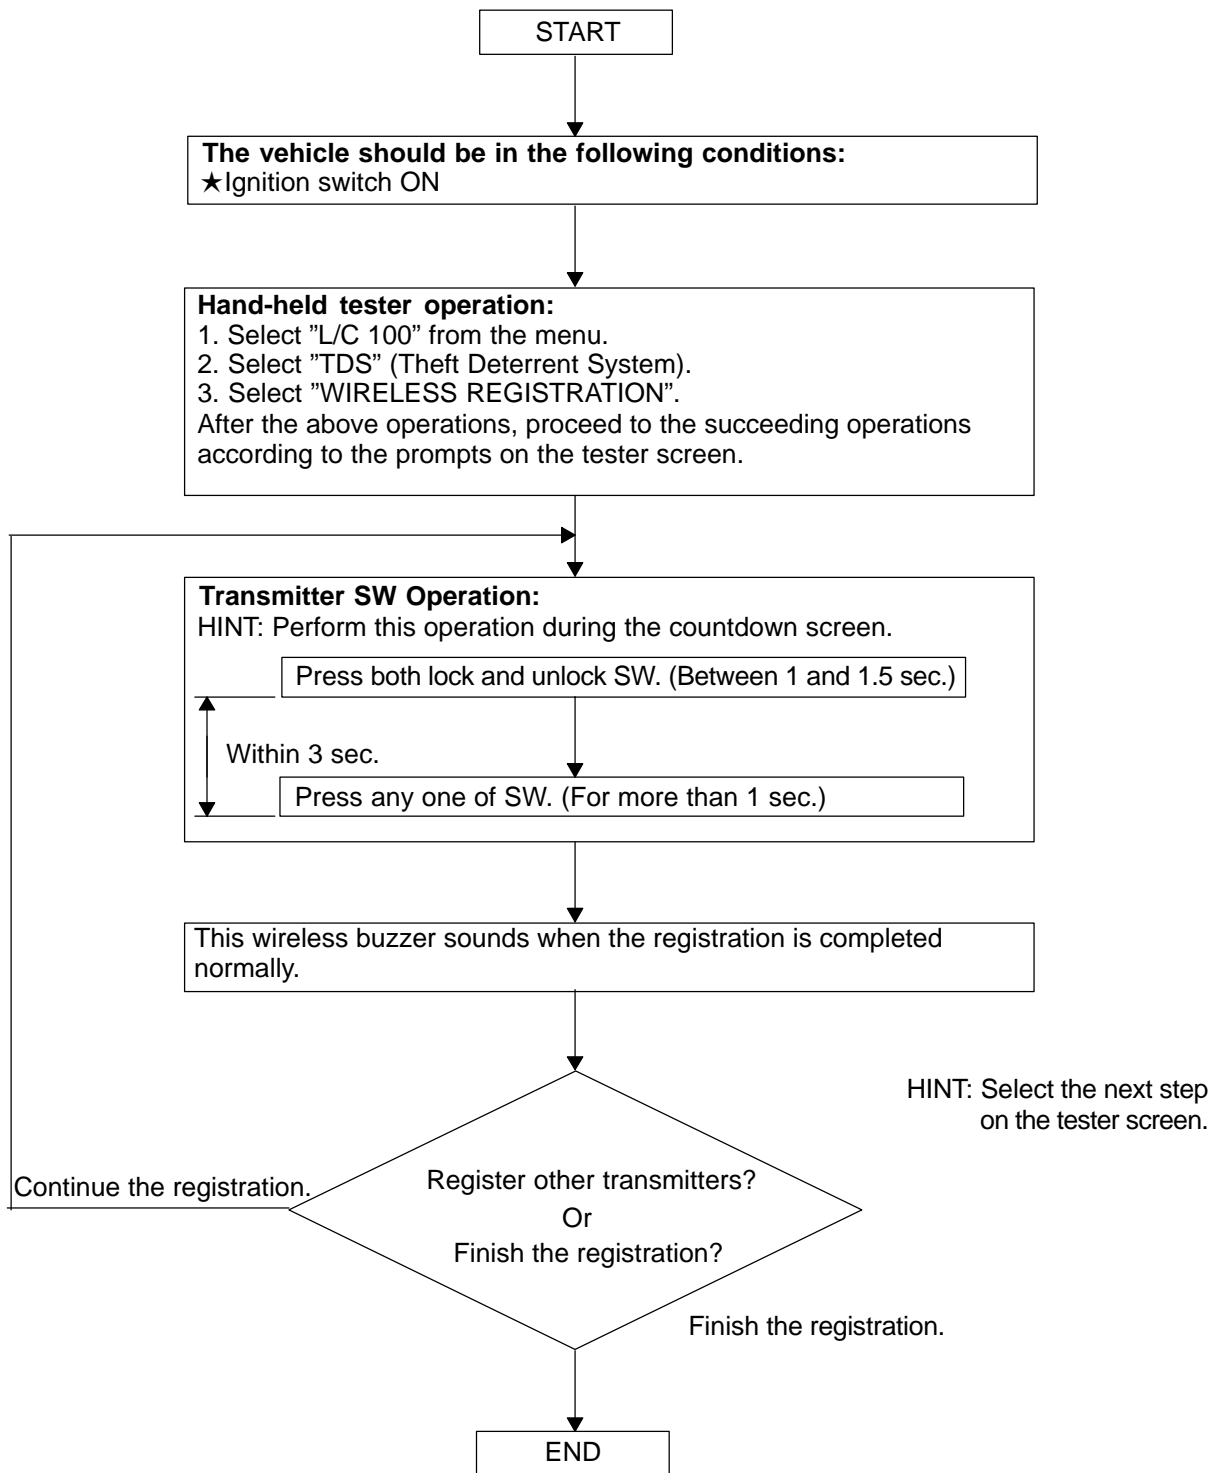 START
The vehicle should be in the following conditions:
★Ignition switch ON
Hand-held tester operation:
1. Select ”L/C 100” from the menu.
2. Select ”TDS” (Theft Deterrent System).
3. Select ”WIRELESS REGISTRATION”.
After the above operations, proceed to the succeeding operations
according to the prompts on the tester screen.
Transmitter SW Operation:
HINT: Perform this operation during the countdown screen.
Press both lock and unlock SW. (Between 1 and 1.5 sec.)
Within 3 sec.
Press any one of SW. (For more than 1 sec.)
This wireless buzzer sounds when the registration is completed
normally.
HINT: Select the next step
on the tester screen.
Continue the registration.
Register other transmitters?
Or
Finish the registration?
Finish the registration.
END